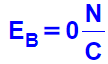 E_B = 0 N/C